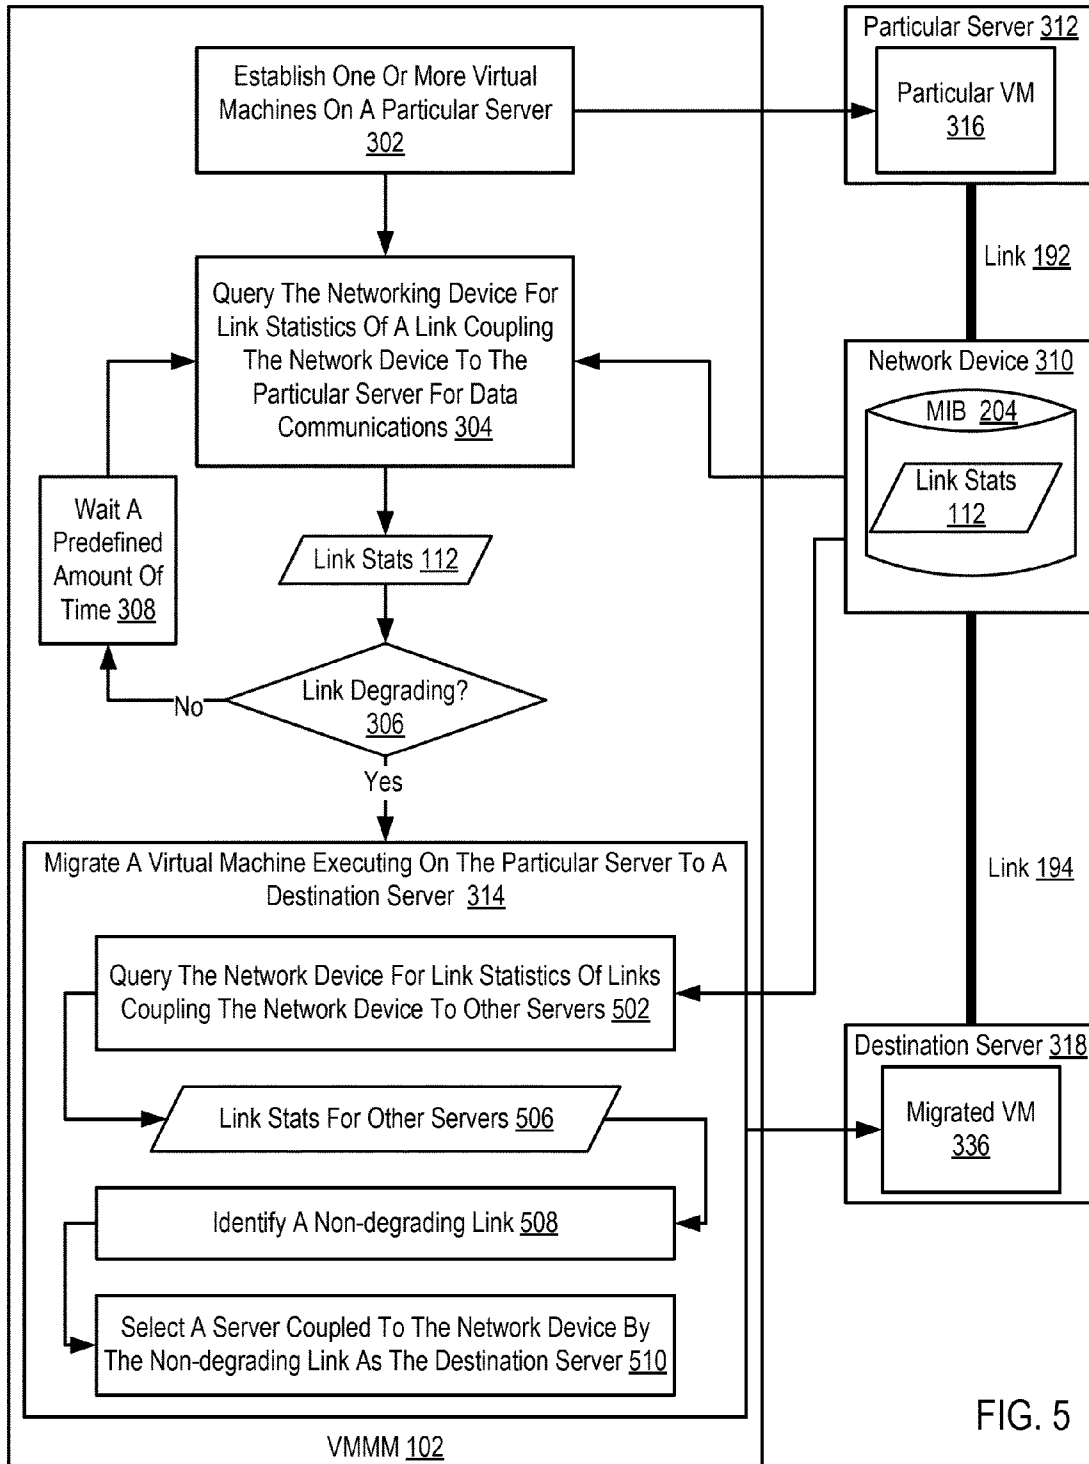 Establish One Or More Virtual
Machines On A Particular Server
302
Particular Server 312
Particular VM
316
Link 192
Query The Networking Device For
Link Statistics Of A Link Coupling
The Network Device To The
Particular Server For Data
Communications 304
Network Device 310
MIB 204
Link Stats
112
Wait A
Predefined
Amount Of
Time 308
Link Stats 112
Link Degrading?
306
No
Yes
Migrate A Virtual Machine Executing On The Particular Server To A
Destination Server 314
Link 194
Query The Network Device For Link Statistics Of Links
Coupling The Network Device To Other Servers 502
Link Stats For Other Servers 506
Destination Server 318
Migrated VM
336
Identify A Non-degrading Link 508
Select A Server Coupled To The Network Device By
The Non-degrading Link As The Destination Server 510
VMMM 102
FIG. 5